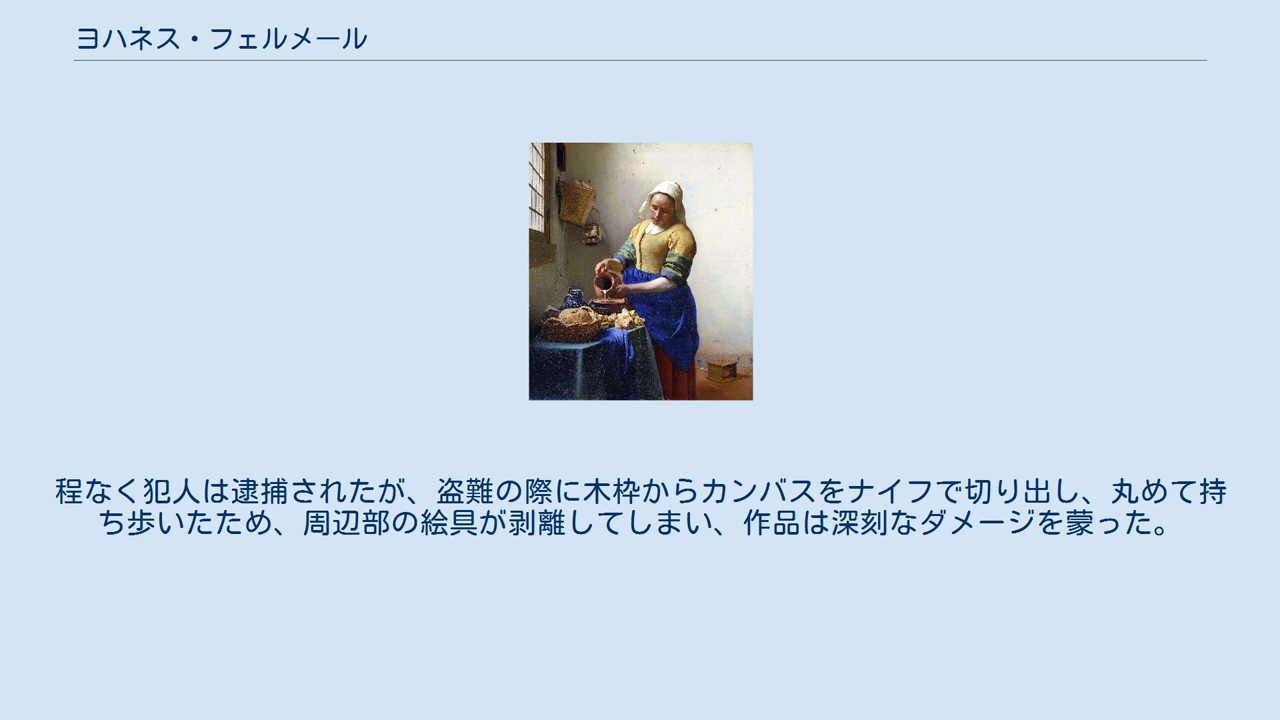 ヨハネス・フェルメール
程なく犯人は逮捕されたが、盗難の際に木枠からカンバスをナイフで切り出し、丸めて持
ち歩いたため、周辺部の絵具が剥離してしまい、作品は深刻なダメージを蒙った。